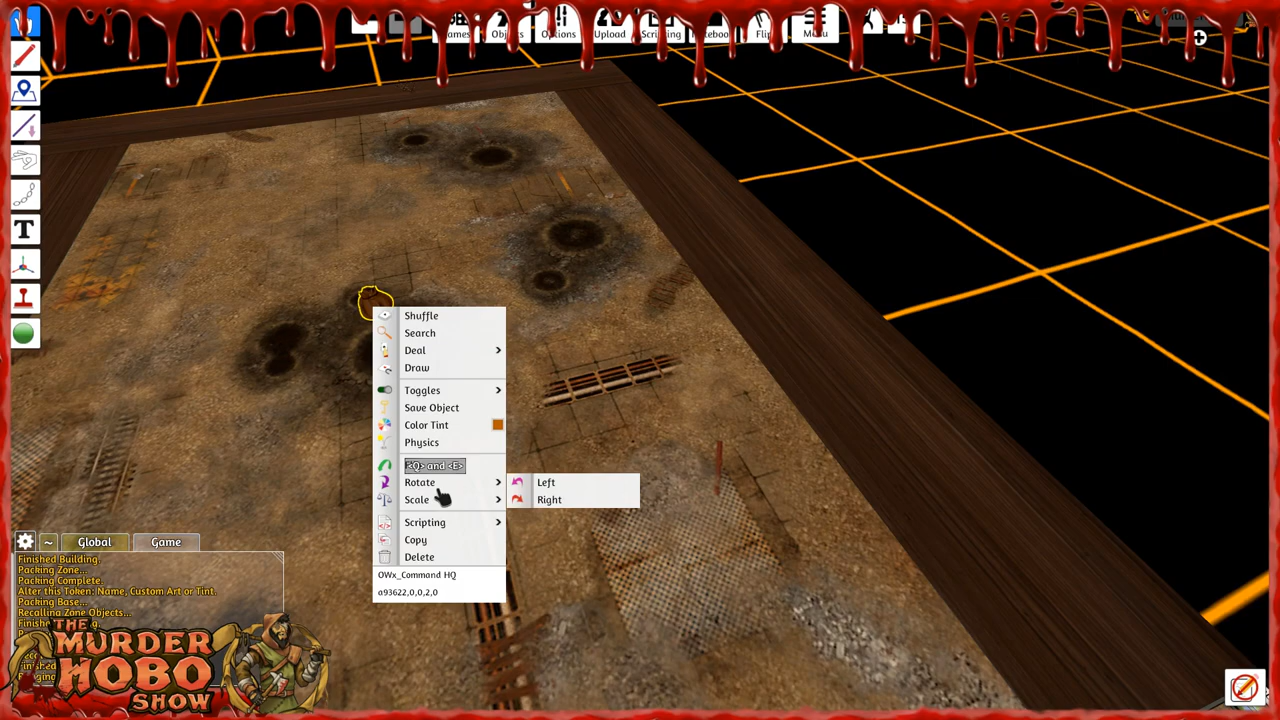 Options
Upload
Menu
T
Shuffle
Search
Deal
Draw
Toggles
Save Object
Color Tint
Physics
<Q> and <E>
Rotate
Left
Scale
Right
Scripting
Copy
Delete
OWx_Command HQ
a93622,0,0,2,0
~ Global Game
Finished Building.
Packing Zone...
Packing Complete.
Alter this Token: Name, Custom Art or Tint.
Packing Base...
Recalling Zone Objects...
THE
MURDER
HOBO
SHOW